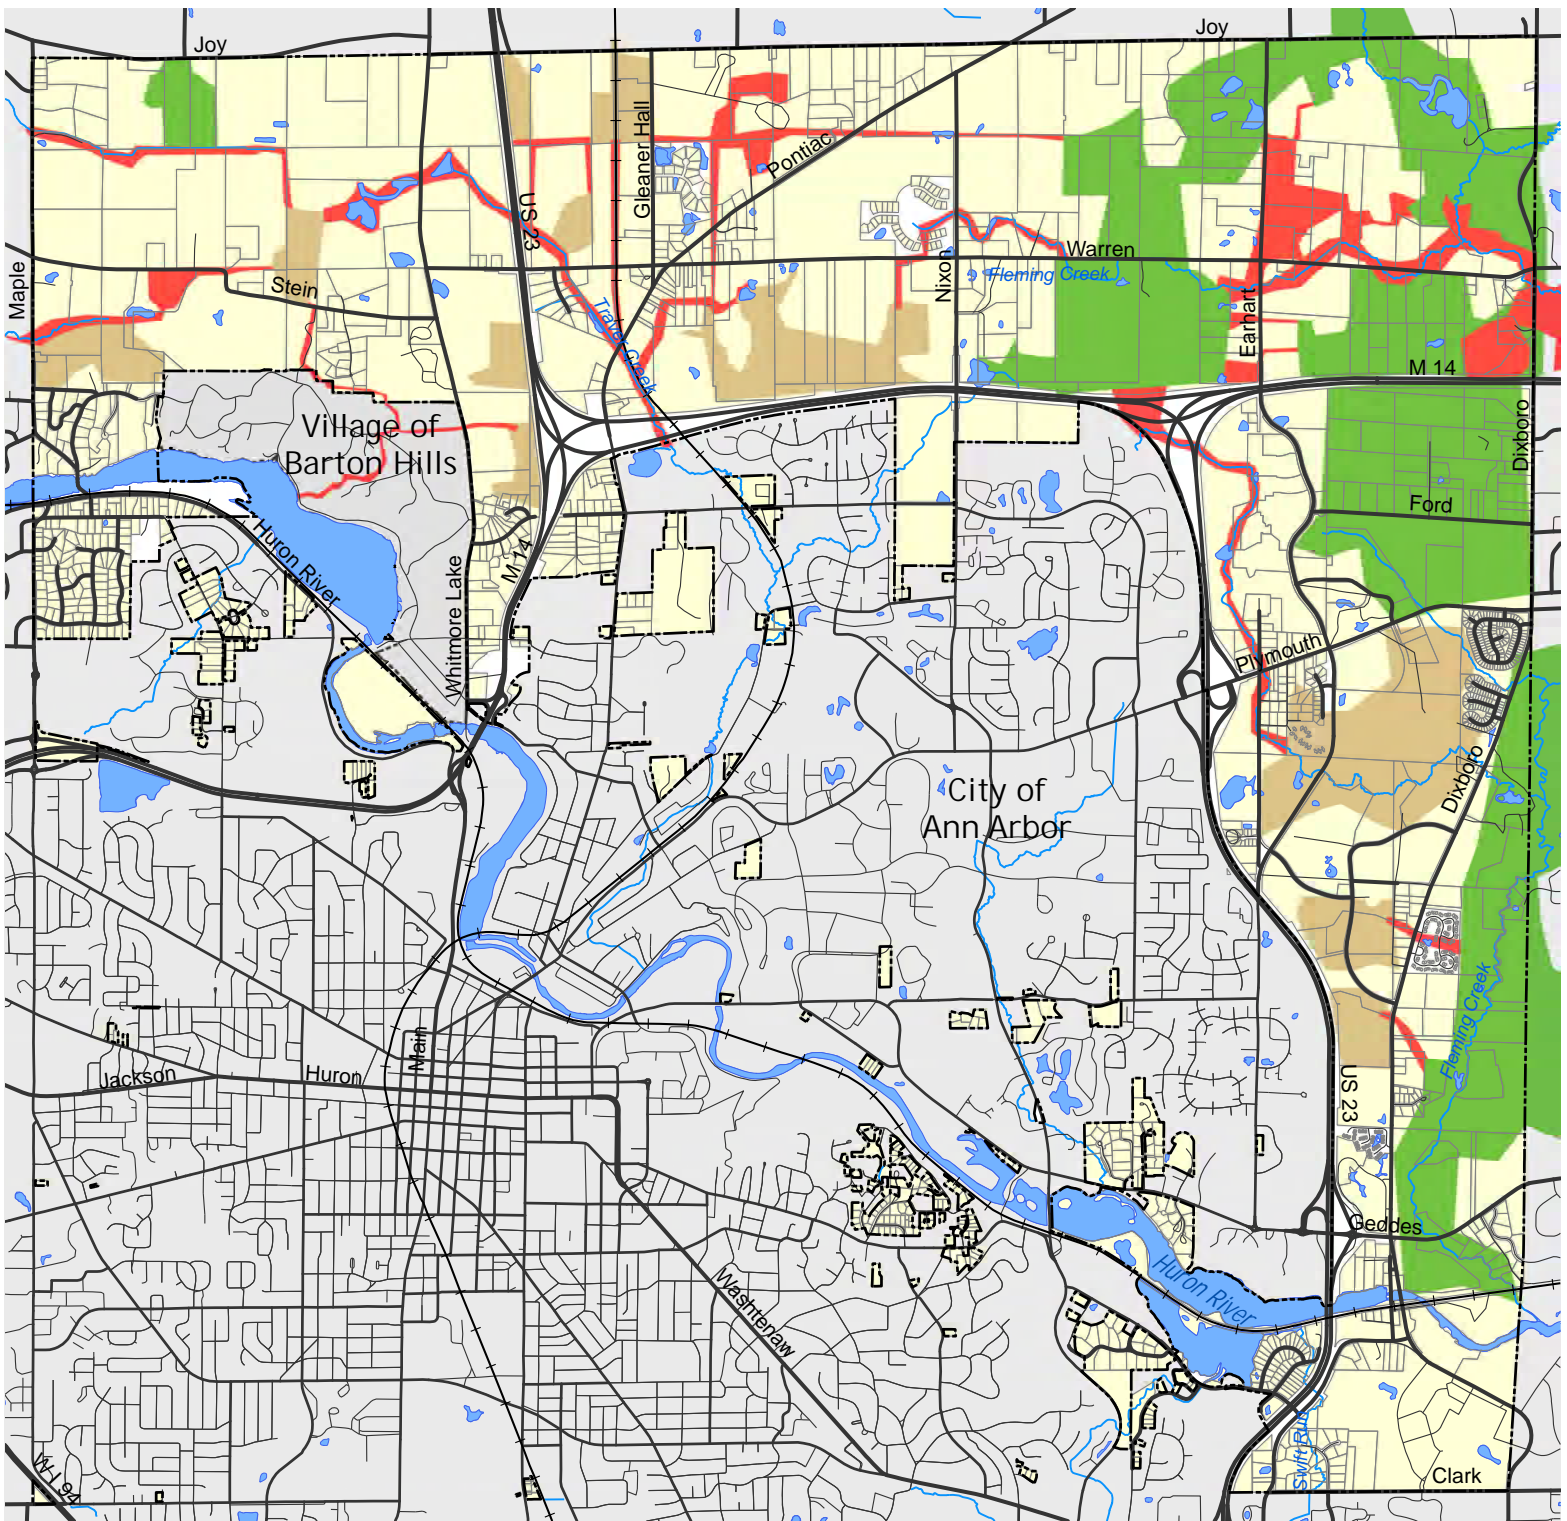 Joy
Joy
Gleaner Hall
Pontiac
US 23
Warren
Fleming Creek
Nixon
Maple
Stein
Earhart
Traver Creek
M 14
Dixboro
Village of
Barton Hills
Ford
Huron River
M 14
Whitmore Lake
Plymouth
Dixboro
City of
Ann Arbor
Fleming Creek
Main
Jackson
Huron
US 23
Geddes
Huron River
Washtenaw
Swift Run
Clark
W I 94